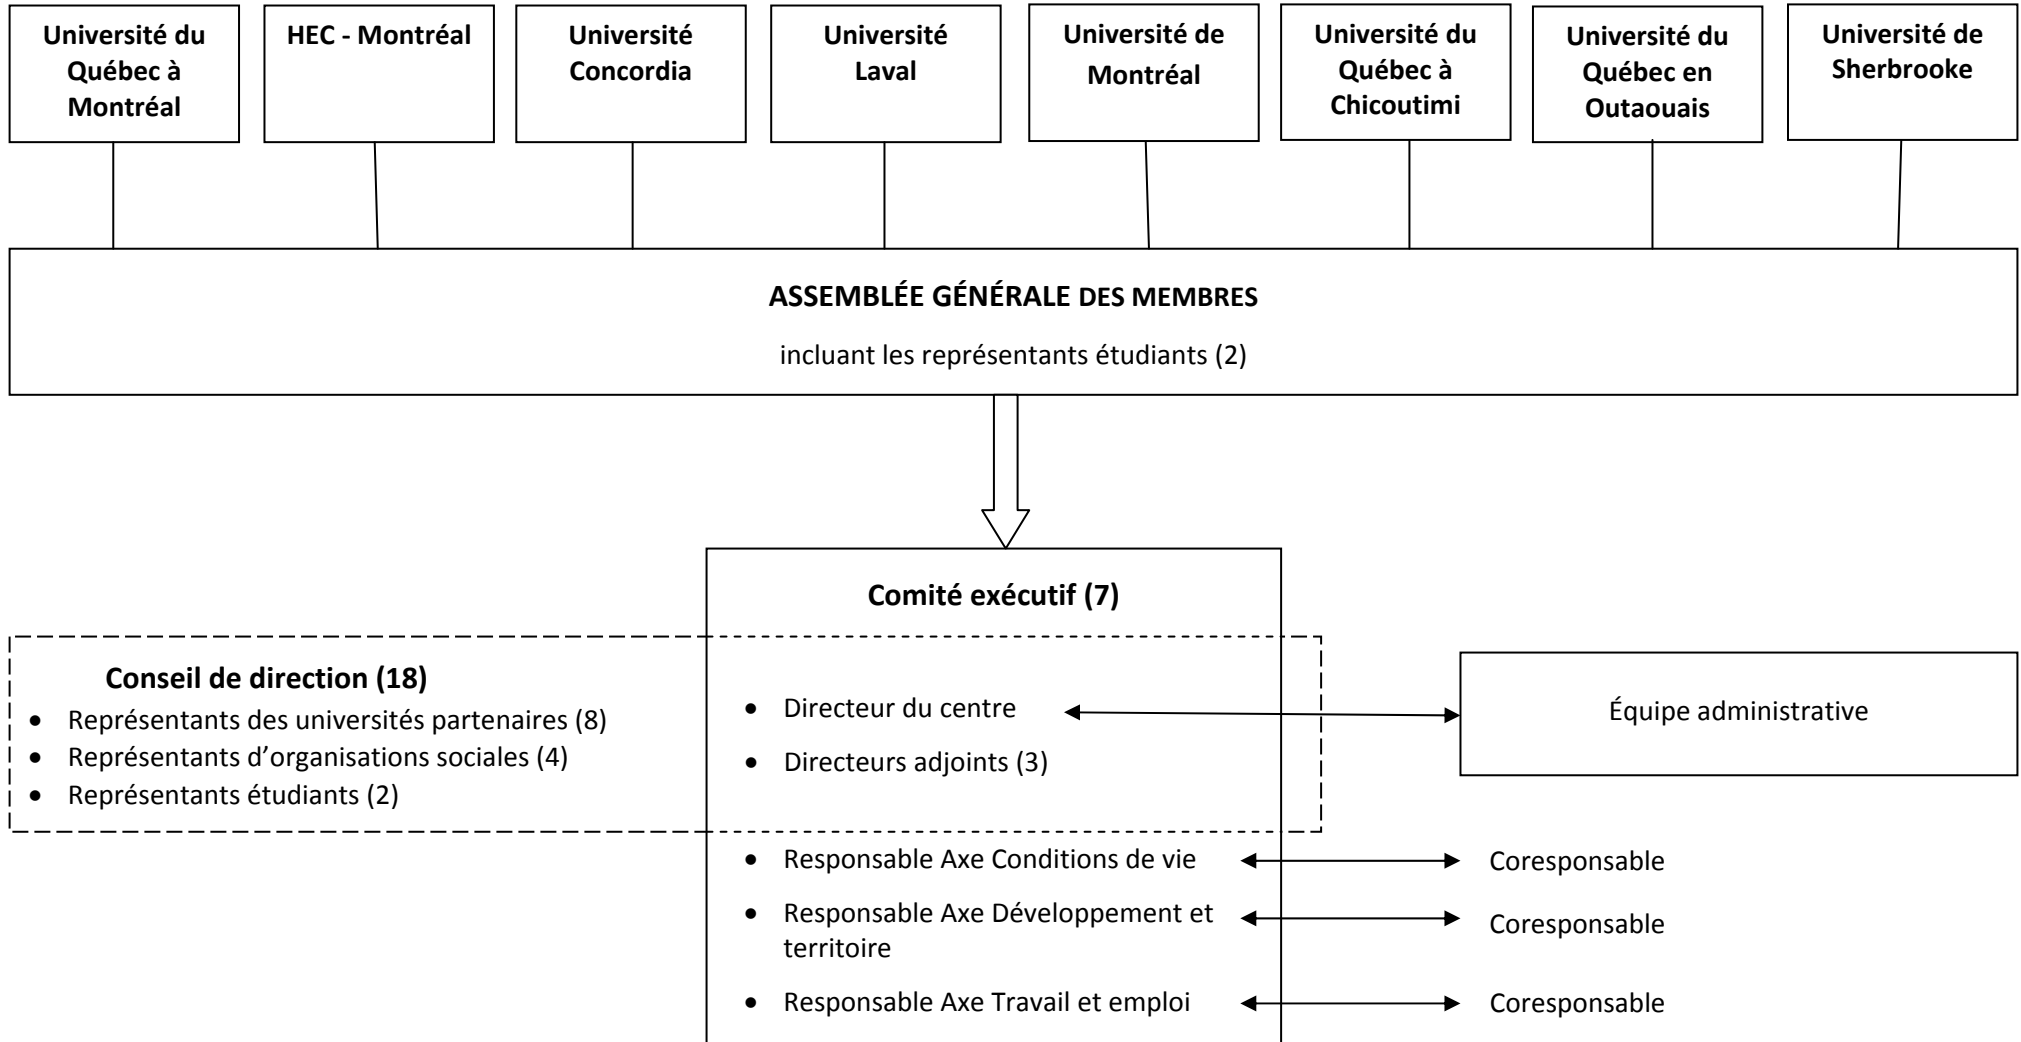 Université du
Québec à
Montréal
HEC - Montréal
Université
Concordia
Université
Laval
Université de
Montréal
Université du
Québec à
Chicoutimi
Université du
Québec en
Outaouais
Université de
Sherbrooke
ASSEMBLÉE GÉNÉRALE DES MEMBRES
incluant les représentants étudiants (2)
Comité exécutif (7)
Conseil de direction (18)
• Représentants des universités partenaires (8)
• Représentants d’organisations sociales (4)
• Représentants étudiants (2)
• Directeur du centre
• Directeurs adjoints (3)
Équipe administrative
• Responsable Axe Conditions de vie
Coresponsable
• Responsable Axe Développement et
territoire
Coresponsable
• Responsable Axe Travail et emploi
Coresponsable